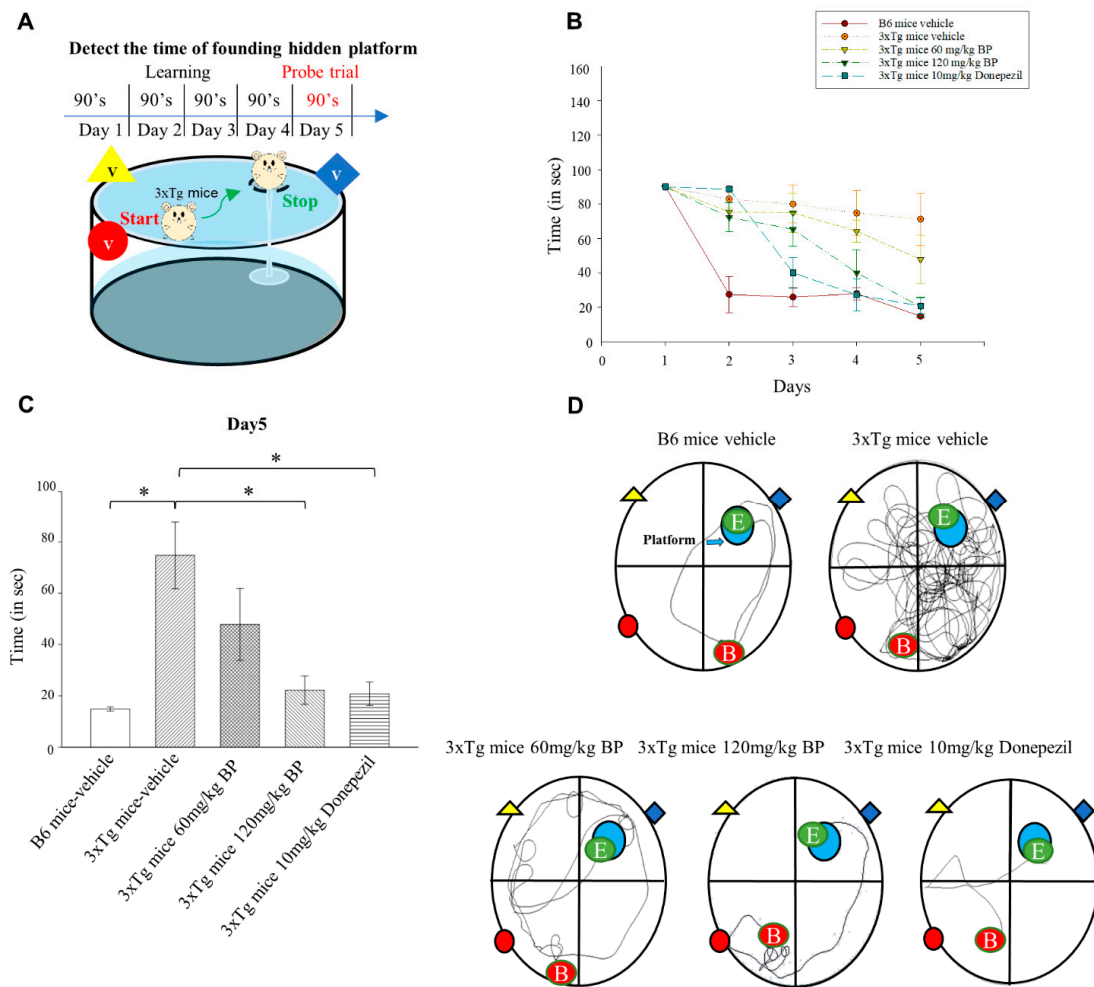 A
Detect the time of founding hidden platform
Learning
Probe trial
90's 90's 90's 90's 90's
Day 1 Day 2 Day 3 Day 4 Day 5
V
V
3xTg mice
Start
Stop
V
B
B6 mice vehicle
3xTg mice vehicle
3xTg mice 60 mg/kg BP
3xTg mice 120 mg/kg BP
3xTg mice 10mg/kg Donepezil
Time (in sec)
160
140
120
100
80
60
40
20
0
0 1 2 3 4 5
Days
C
Day5
* * *
Time (in sec)
100
80
60
40
20
0
B6 mice-vehicle
3xTg mice-vehicle
3xTg mice 60mg/kg BP
3xTg mice 120mg/kg BP
3xTg mice 10mg/kg Donepezil
D
B6 mice vehicle
3xTg mice vehicle
E
Platform
B
E
B
3xTg mice 60mg/kg BP
3xTg mice 120mg/kg BP
3xTg mice 10mg/kg Donepezil
E
B
E
B
E
B